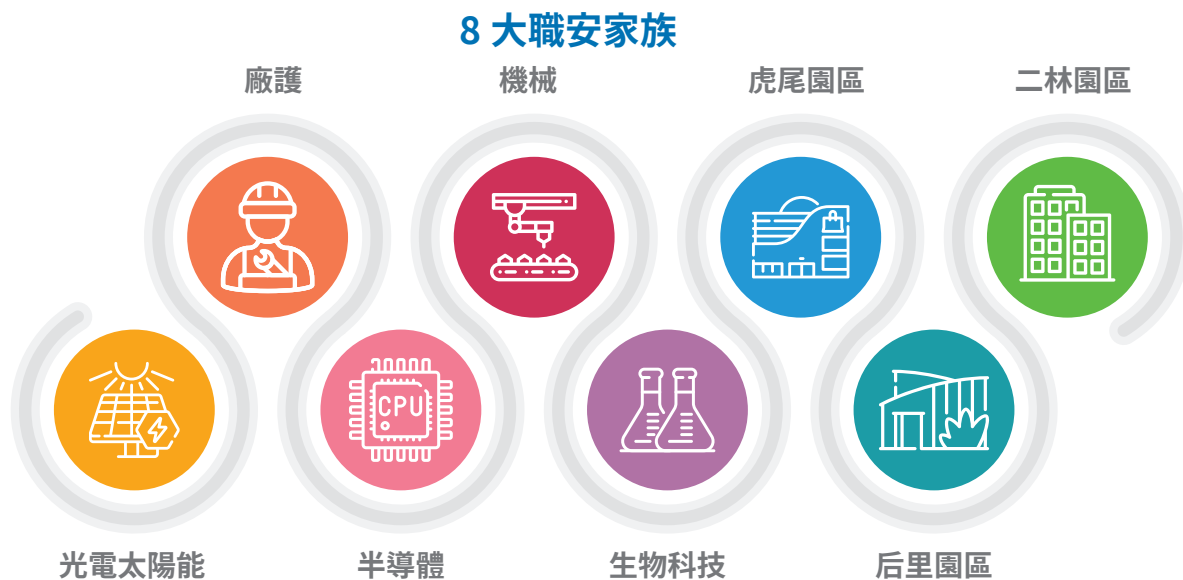 8 大職安家族
廠護
機械
虎尾園區
二林園區
CPU
光電太陽能
半導體
生物科技
后里園區